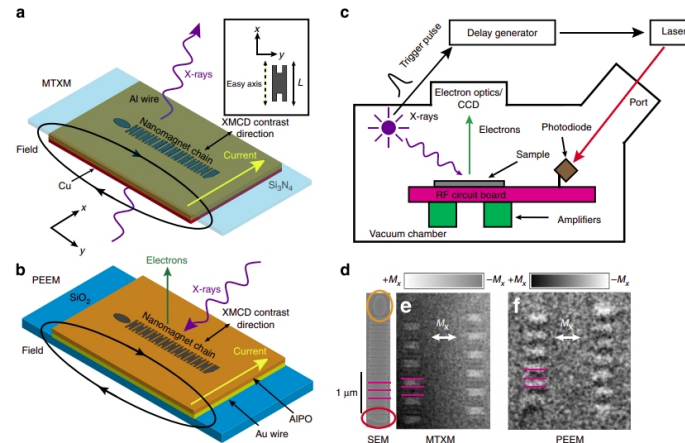 a
MTXM
Al wire
X-rays
x
y
Easy axis
L
XMCD contrast
direction
Nanomagnet chain
Field
Current
Cu
Si₃N₄
x
y
b
PEEM
Electrons
X-rays
SiO₂
XMCD contrast
direction
Nanomagnet chain
Field
Current
AlPO
Au wire
c
Trigger pulse
Delay generator
Laser
Electron optics/
CCD
Port
X-rays
Electrons
Photodiode
Sample
RF circuit board
Amplifiers
Vacuum chamber
d
+Mₓ
−Mₓ
+Mₓ
−Mₓ
e
f
Mₓ
Mₓ
1 µm
SEM
MTXM
PEEM